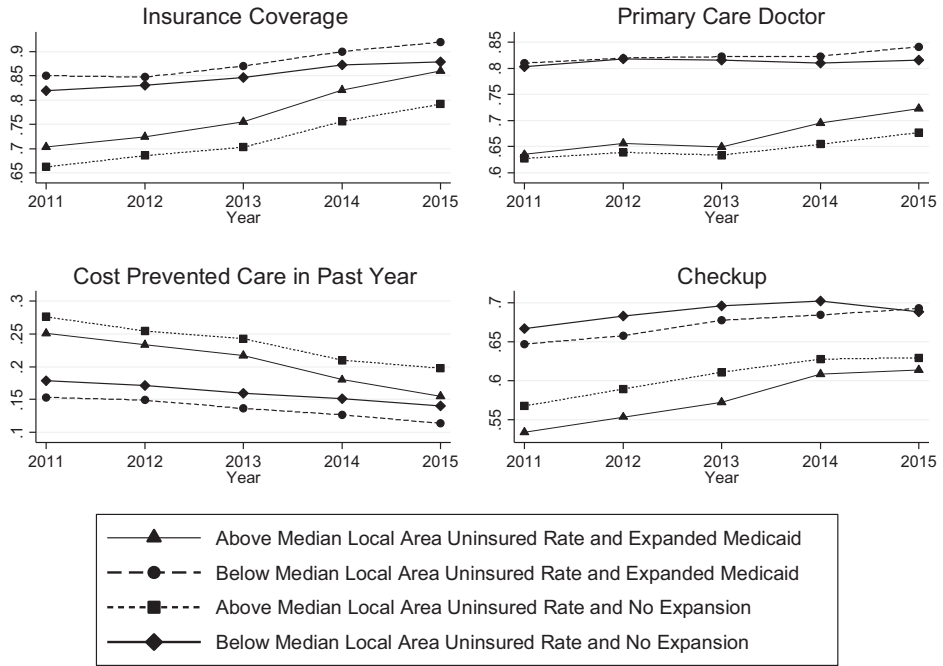 Insurance Coverage
.9
.85
.8
.75
.7
.65
2011 2012 2013 2014 2015
Year
Primary Care Doctor
.85
.8
.75
.7
.65
.6
2011 2012 2013 2014 2015
Year
Cost Prevented Care in Past Year
.3
.25
.2
.15
.1
2011 2012 2013 2014 2015
Year
Checkup
.7
.65
.6
.55
2011 2012 2013 2014 2015
Year
Above Median Local Area Uninsured Rate and Expanded Medicaid
Below Median Local Area Uninsured Rate and Expanded Medicaid
Above Median Local Area Uninsured Rate and No Expansion
Below Median Local Area Uninsured Rate and No Expansion